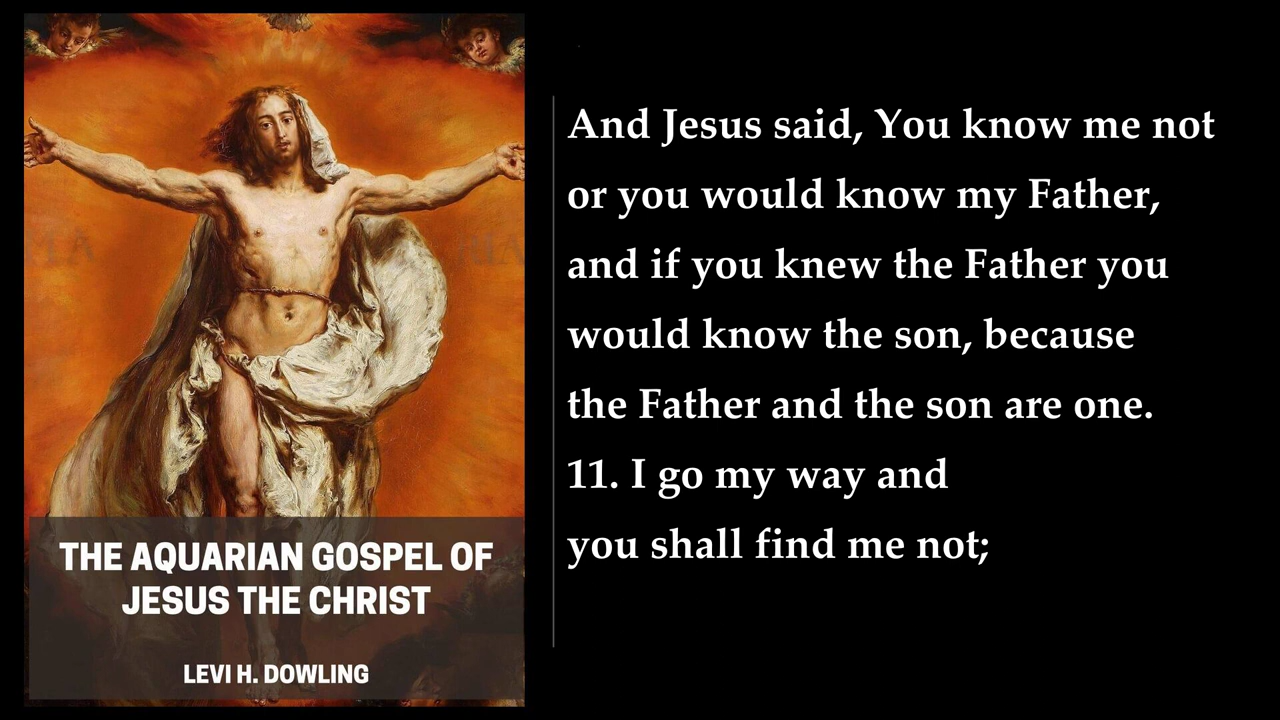 THE AQUARIAN GOSPEL OF
JESUS THE CHRIST
LEVI H. DOWLING
And Jesus said, You know me not
or you would know my Father,
and if you knew the Father you
would know the son, because
the Father and the son are one.
11. I go my way and
you shall find me not;